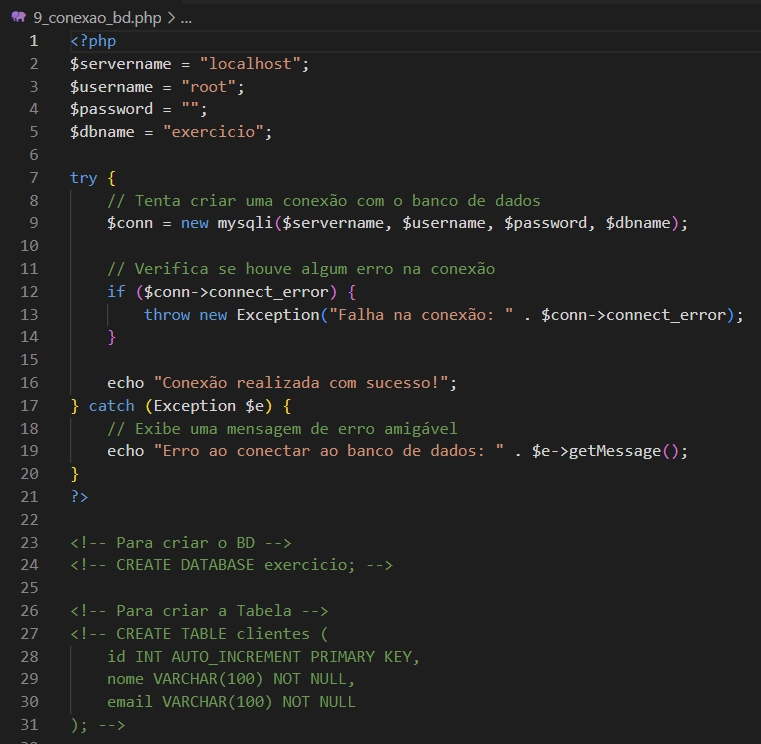 9_conexao_bd.php > ...
1 <?php
2 $servername = "localhost";
3 $username = "root";
4 $password = "";
5 $dbname = "exercicio";
6
7 try {
8 // Tenta criar uma conexão com o banco de dados
9 $conn = new mysqli($servername, $username, $password, $dbname);
10
11 // Verifica se houve algum erro na conexão
12 if ($conn->connect_error) {
13 throw new Exception("Falha na conexão: " . $conn->connect_error);
14 }
15
16 echo "Conexão realizada com sucesso!";
17 } catch (Exception $e) {
18 // Exibe uma mensagem de erro amigável
19 echo "Erro ao conectar ao banco de dados: " . $e->getMessage();
20 }
21 ?>
22
23 <!-- Para criar o BD -->
24 <!-- CREATE DATABASE exercicio; -->
25
26 <!-- Para criar a Tabela -->
27 <!-- CREATE TABLE clientes (
28 id INT AUTO_INCREMENT PRIMARY KEY,
29 nome VARCHAR(100) NOT NULL,
30 email VARCHAR(100) NOT NULL
31 ); -->